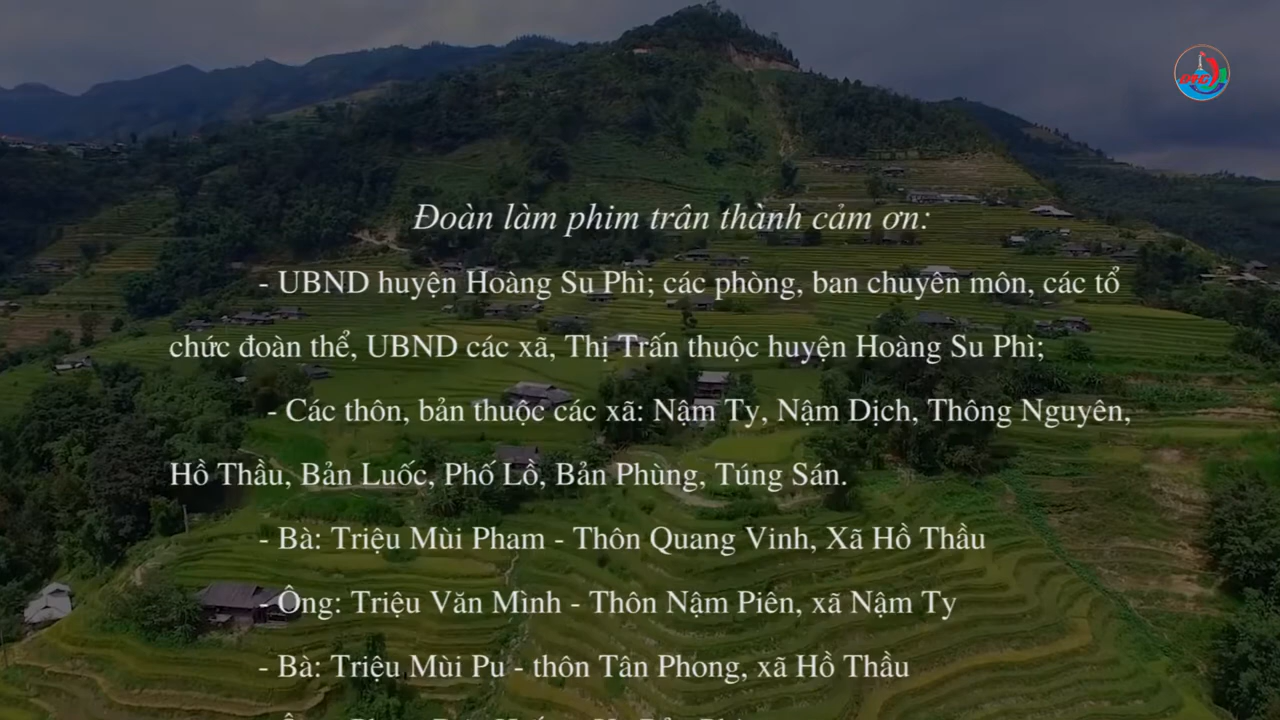 DVC
Đoàn làm phim trân thành cảm ơn:
- UBND huyện Hoàng Su Phì; các phòng, ban chuyên môn, các tổ
chức đoàn thể, UBND các xã, Thị Trấn thuộc huyện Hoàng Su Phì;
- Các thôn, bản thuộc các xã: Nậm Ty, Nậm Dịch, Thông Nguyên,
Hồ Thầu, Bản Luốc, Phố Lồ, Bản Phùng, Túng Sán.
- Bà: Triệu Mùi Pham - Thôn Quang Vinh, Xã Hồ Thầu
- Ông: Triệu Văn Mình - Thôn Nậm Piên, xã Nậm Ty
- Bà: Triệu Mùi Pu - thôn Tân Phong, xã Hồ Thầu